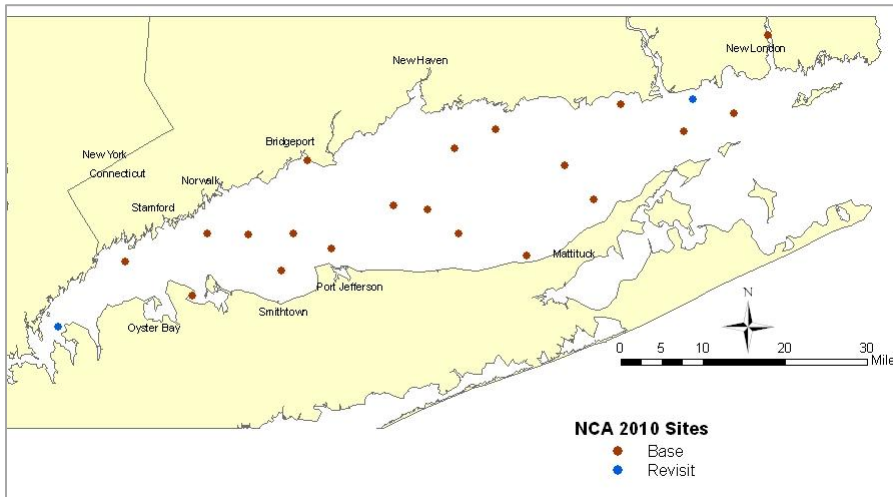 New London
New Haven
Bridgeport
New York
Connecticut
Norwalk
Stamford
Mattituck
Port Jefferson
Smithtown
Oyster Bay
N
0 5 10 20 30
Mile
NCA 2010 Sites
Base
Revisit